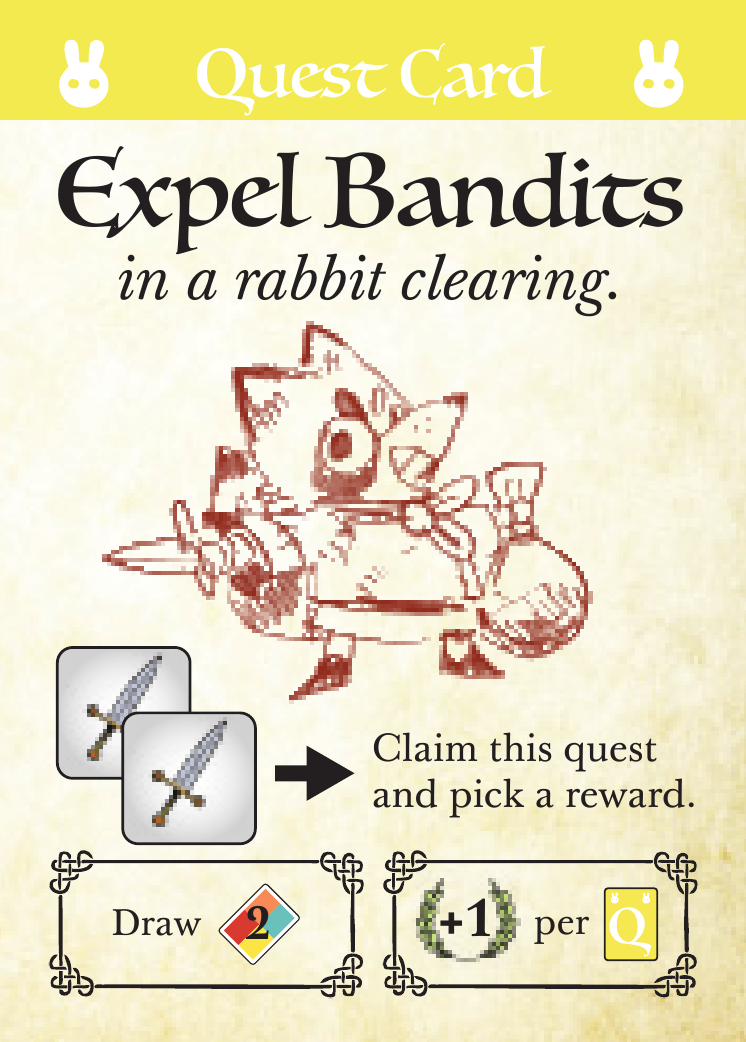 Quest Card
Expel Bandits
in a rabbit clearing.
Claim this quest
and pick a reward.
Draw 2
+1 per Q